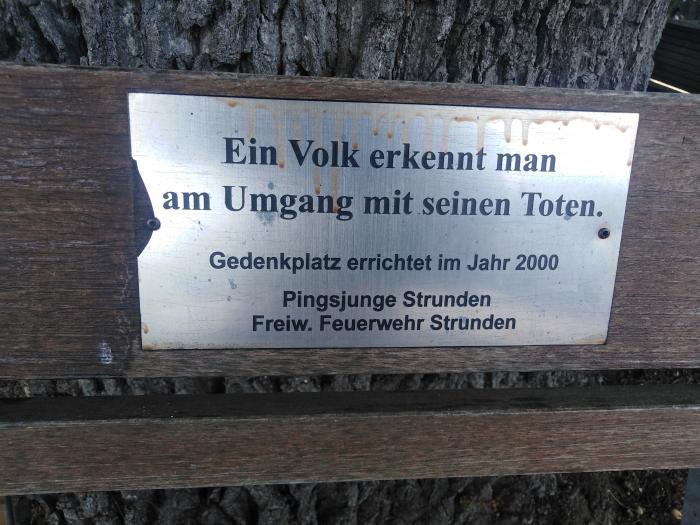 Ein Volk erkennt man
am Umgang mit seinen Toten.
Gedenkplatz errichtet im Jahr 2000
Pingsjunge Strunden
Freiw. Feuerwehr Strunden